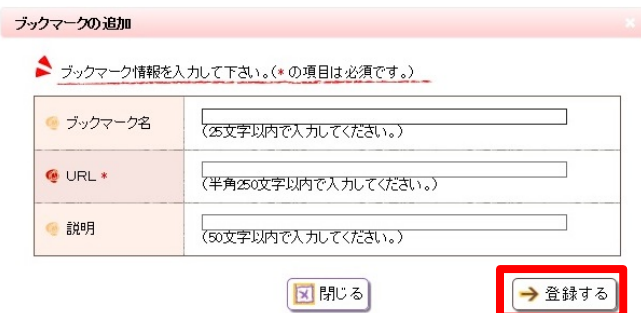 ブックマークの追加
ブックマーク情報を入力して下さい。(* の項目は必須です。)
ブックマーク名
(25文字以内で入力してください。)
URL *
(半角250文字以内で入力してください。)
説明
(50文字以内で入力してください。)
閉じる
登録する